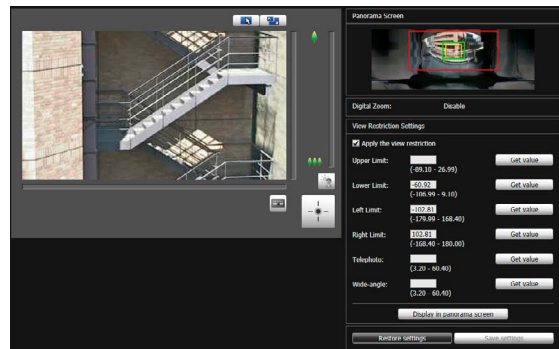 Panorama Screen
Digital Zoom: Disable
View Restriction Settings
Apply the view restriction
Upper Limit: Get value
(-89.10 - 26.99)
Lower Limit: -60.92 Get value
(-106.99 - 9.10)
Left Limit: -102.81 Get value
(-179.99 - 168.40)
Right Limit: 102.81 Get value
(-168.40 - 180.00)
Telephoto: Get value
(3.20 - 60.40)
Wide-angle: Get value
(3.20 60.40)
Display in panorama screen
Restore settings Save settings